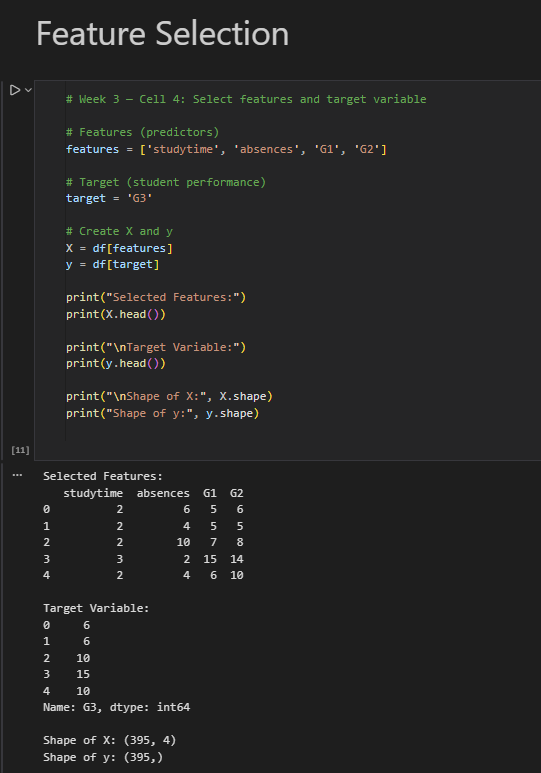 Feature Selection
# Week 3 — Cell 4: Select features and target variable
# Features (predictors)
features = ['studytime', 'absences', 'G1', 'G2']
# Target (student performance)
target = 'G3'
# Create X and y
X = df[features]
y = df[target]
print("Selected Features:")
print(X.head())
print("\nTarget Variable:")
print(y.head())
print("\nShape of X:", X.shape)
print("Shape of y:", y.shape)
[11]
... Selected Features:
   studytime  absences  G1  G2
0          2         6   5   6
1          2         4   5   5
2          2        10   7   8
3          3         2  15  14
4          2         4   6  10
Target Variable:
0     6
1     6
2    10
3    15
4    10
Name: G3, dtype: int64
Shape of X: (395, 4)
Shape of y: (395,)